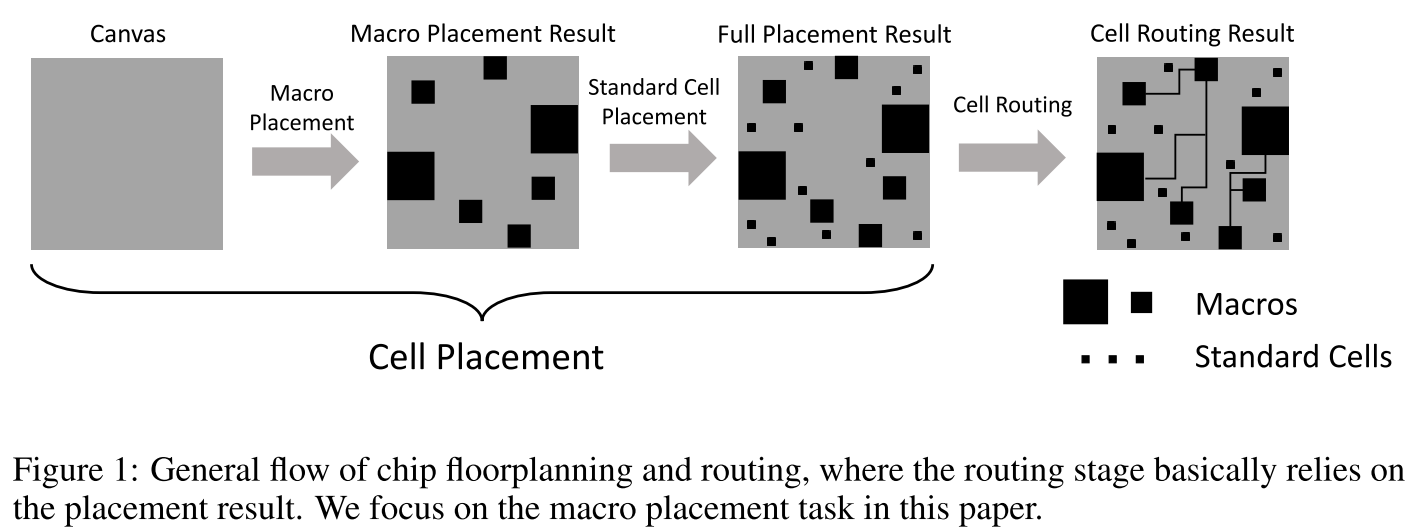 Canvas
Macro Placement Result
Full Placement Result
Cell Routing Result
Macro
Placement
Standard Cell
Placement
Cell Routing
Cell Placement
Macros
Standard Cells
Figure 1: General flow of chip floorplanning and routing, where the routing stage basically relies on
the placement result. We focus on the macro placement task in this paper.